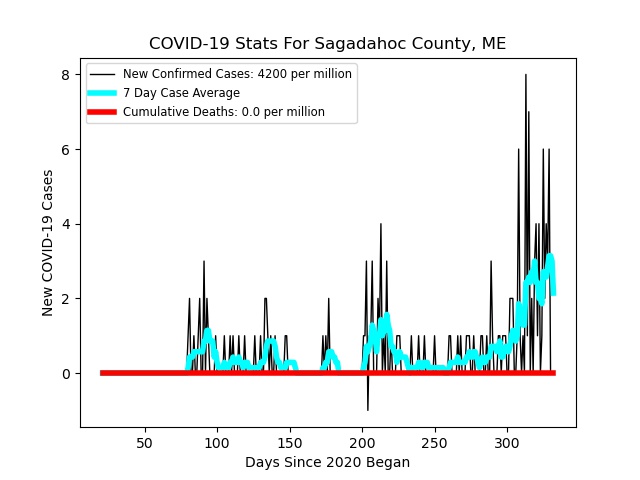 COVID-19 Stats For Sagadahoc County, ME
New Confirmed Cases: 4200 per million
7 Day Case Average
Cumulative Deaths: 0.0 per million
New COVID-19 Cases
8
6
4
2
0
50 100 150 200 250 300
Days Since 2020 Began